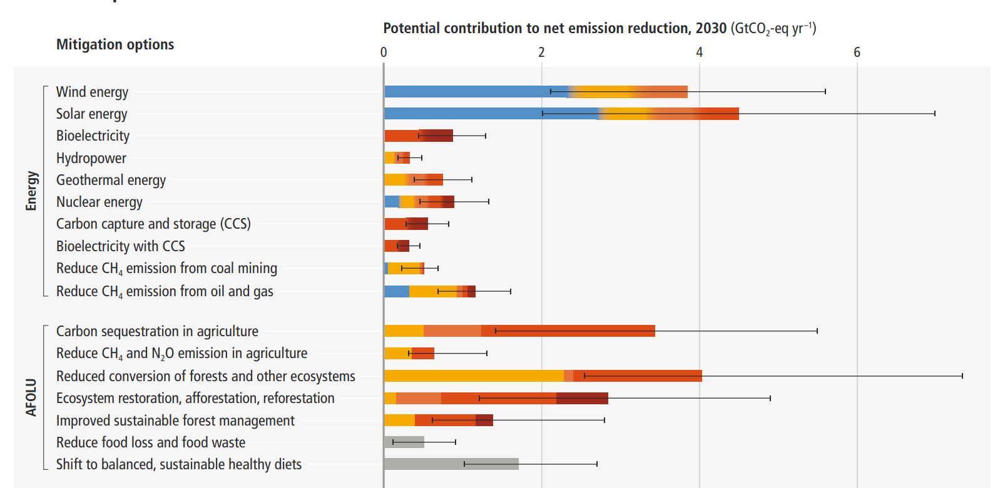 Potential contribution to net emission reduction, 2030 (GtCO₂-eq yr⁻¹)
Mitigation options
0 2 4 6
Energy
Wind energy
Solar energy
Bioelectricity
Hydropower
Geothermal energy
Nuclear energy
Carbon capture and storage (CCS)
Bioelectricity with CCS
Reduce CH₄ emission from coal mining
Reduce CH₄ emission from oil and gas
AFOLU
Carbon sequestration in agriculture
Reduce CH₄ and N₂O emission in agriculture
Reduced conversion of forests and other ecosystems
Ecosystem restoration, afforestation, reforestation
Improved sustainable forest management
Reduce food loss and food waste
Shift to balanced, sustainable healthy diets